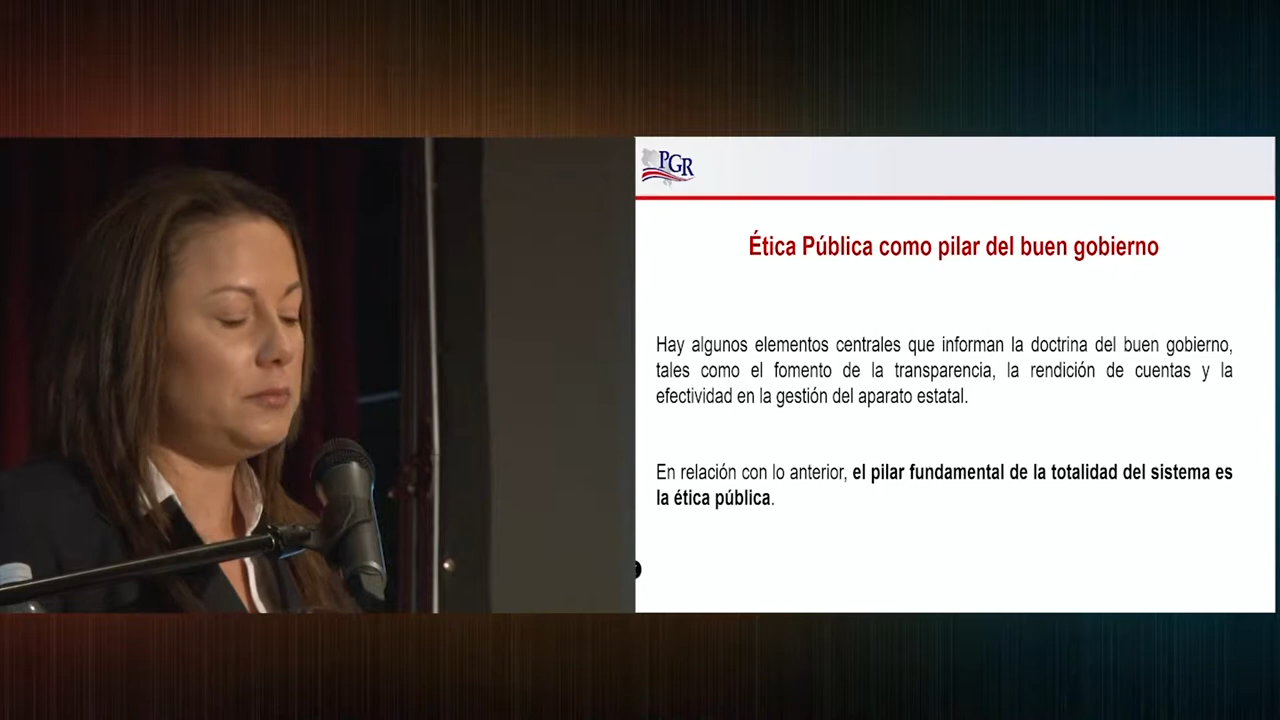 PGR
Ética Pública como pilar del buen gobierno
Hay algunos elementos centrales que informan la doctrina del buen gobierno,
tales como el fomento de la transparencia, la rendición de cuentas y la
efectividad en la gestión del aparato estatal.
En relación con lo anterior, el pilar fundamental de la totalidad del sistema es
la ética pública.